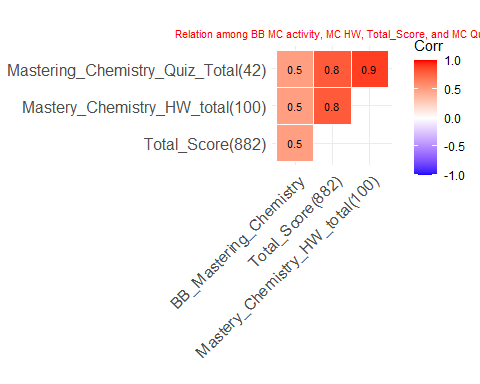 Relation among BB MC activity, MC HW, Total_Score, and MC Qu
Corr
Mastering_Chemistry_Quiz_Total(42) 0.5 0.8 0.9
Mastery_Chemistry_HW_total(100) 0.5 0.8
Total_Score(882) 0.5
1.0
0.5
0.0
-0.5
-1.0
BB_Mastering_Chemistry
Total_Score(882)
Mastery_Chemistry_HW_total(100)